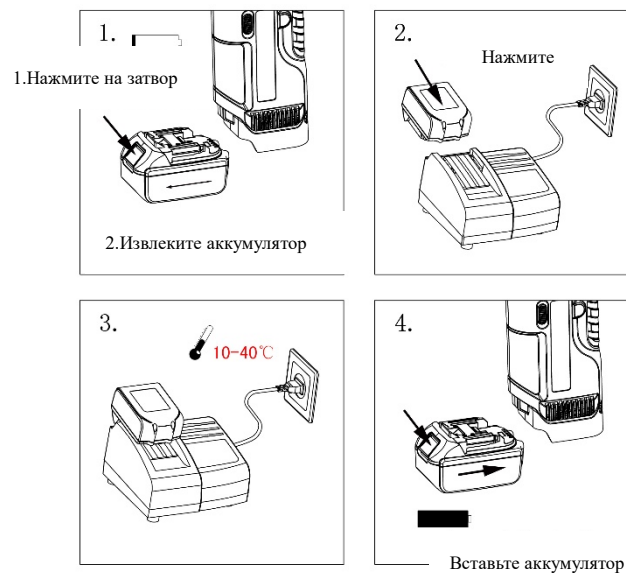 1.
1.Нажмите на затвор
2.Извлеките аккумулятор
2.
Нажмите
3.
10-40℃
4.
Вставьте аккумулятор